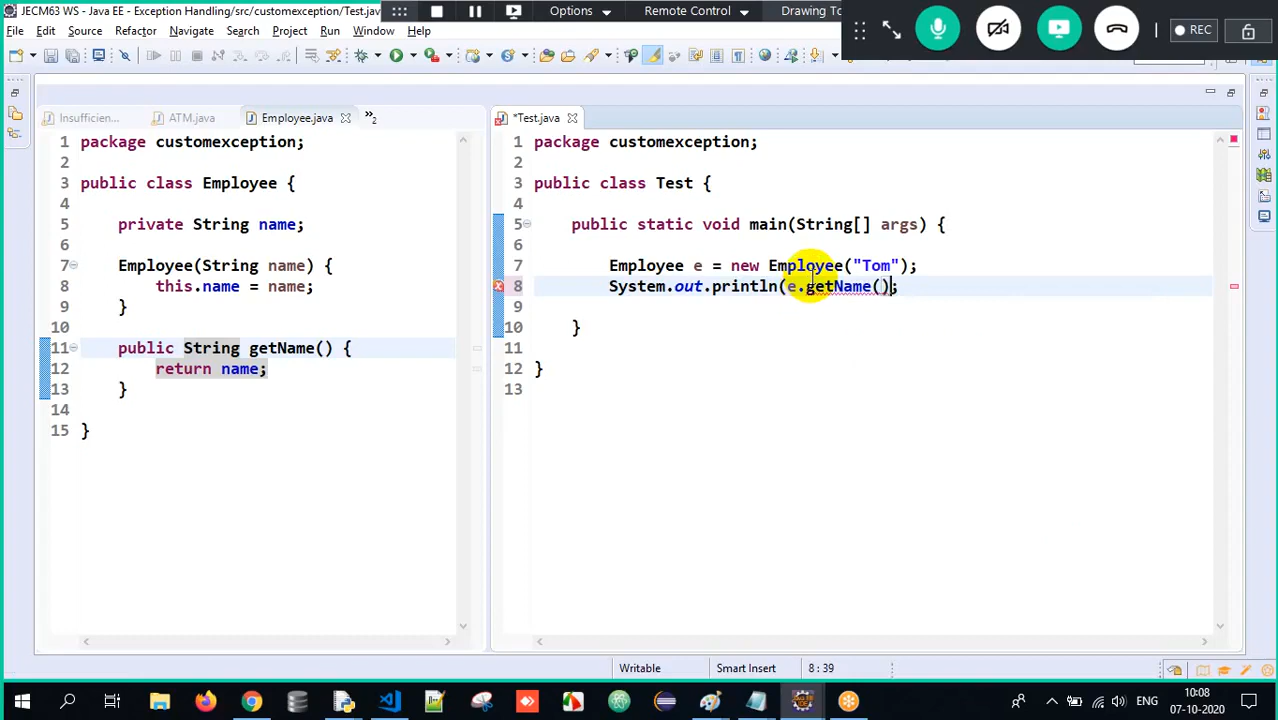 JECM63 WS - Java EE - Exception Handling/src/customexception/Test.jav
Options
Remote Control
Drawing To
REC
File Edit Source Refactor Navigate Search Project Run Window Help
Insufficien...
ATM.java
Employee.java
»2
*Test.java
1 package customexception;
2
3 public class Employee {
4
5 private String name;
6
7 Employee(String name) {
8 this.name = name;
9 }
10
11 public String getName() {
12 return name;
13 }
14
15 }
1 package customexception;
2
3 public class Test {
4
5 public static void main(String[] args) {
6
7 Employee e = new Employee("Tom");
8 System.out.println(e.getName();
9
10 }
11
12 }
13
Writable
Smart Insert
8 : 39
ENG
10:08
07-10-2020